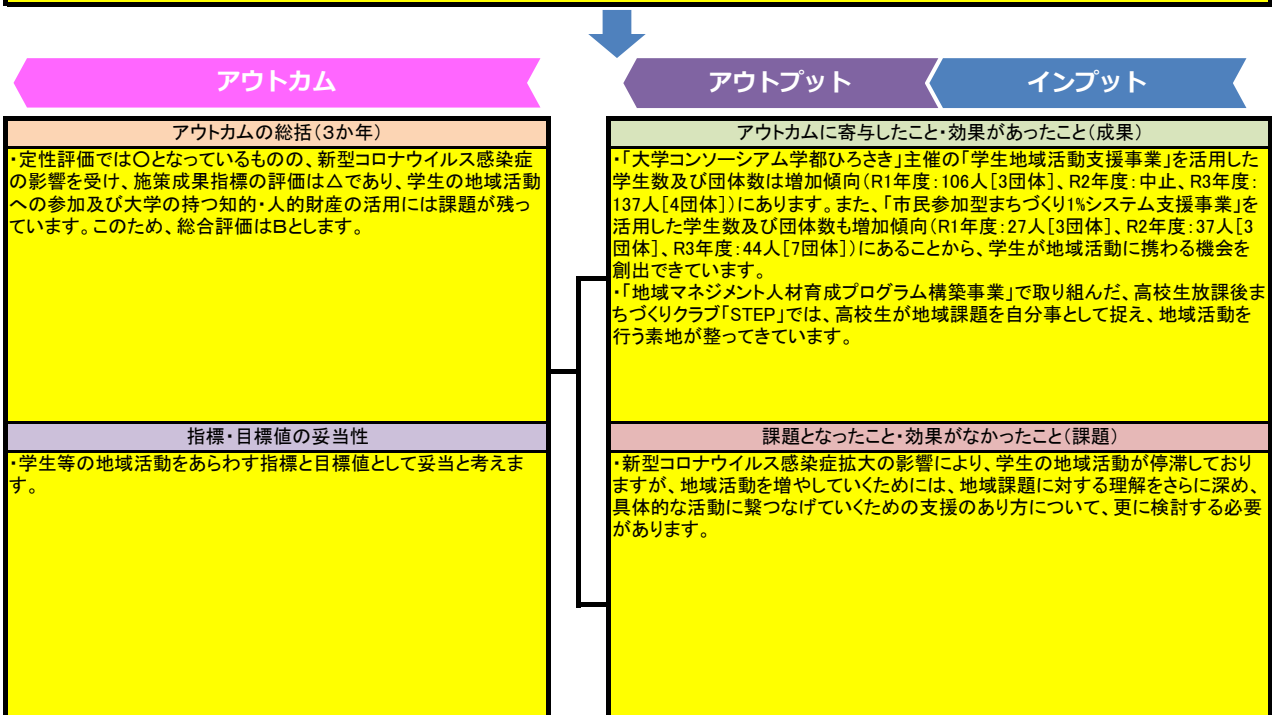 アウトカム
アウトカムの総括(3か年)
・定性評価では〇となっているものの、新型コロナウイルス感染症
の影響を受け、施策成果指標の評価は△であり、学生の地域活動
への参加及び大学の持つ知的・人的財産の活用には課題が残っ
ています。このため、総合評価はBとします。
指標・目標値の妥当性
・学生等の地域活動をあらわす指標と目標値として妥当と考えま
す。
アウトプット
インプット
アウトカムに寄与したこと・効果があったこと(成果)
・「大学コンソーシアム学都ひろさき」主催の「学生地域活動支援事業」を活用した
学生数及び団体数は増加傾向(R1年度:106人[3団体]、R2年度:中止、R3年度:
137人[4団体])にあります。また、「市民参加型まちづくり1%システム支援事業」を
活用した学生数及び団体数も増加傾向(R1年度:27人[3団体]、R2年度:37人[3
団体]、R3年度:44人[7団体])にあることから、学生が地域活動に携わる機会を
創出できています。
・「地域マネジメント人材育成プログラム構築事業」で取り組んだ、高校生放課後ま
ちづくりクラブ「STEP」では、高校生が地域課題を自分事として捉え、地域活動を
行う素地が整ってきています。
課題となったこと・効果がなかったこと(課題)
・新型コロナウイルス感染症拡大の影響により、学生の地域活動が停滞しており
ますが、地域活動を増やしていくためには、地域課題に対する理解をさらに深め、
具体的な活動に繋つなげていくための支援のあり方について、更に検討する必要
があります。